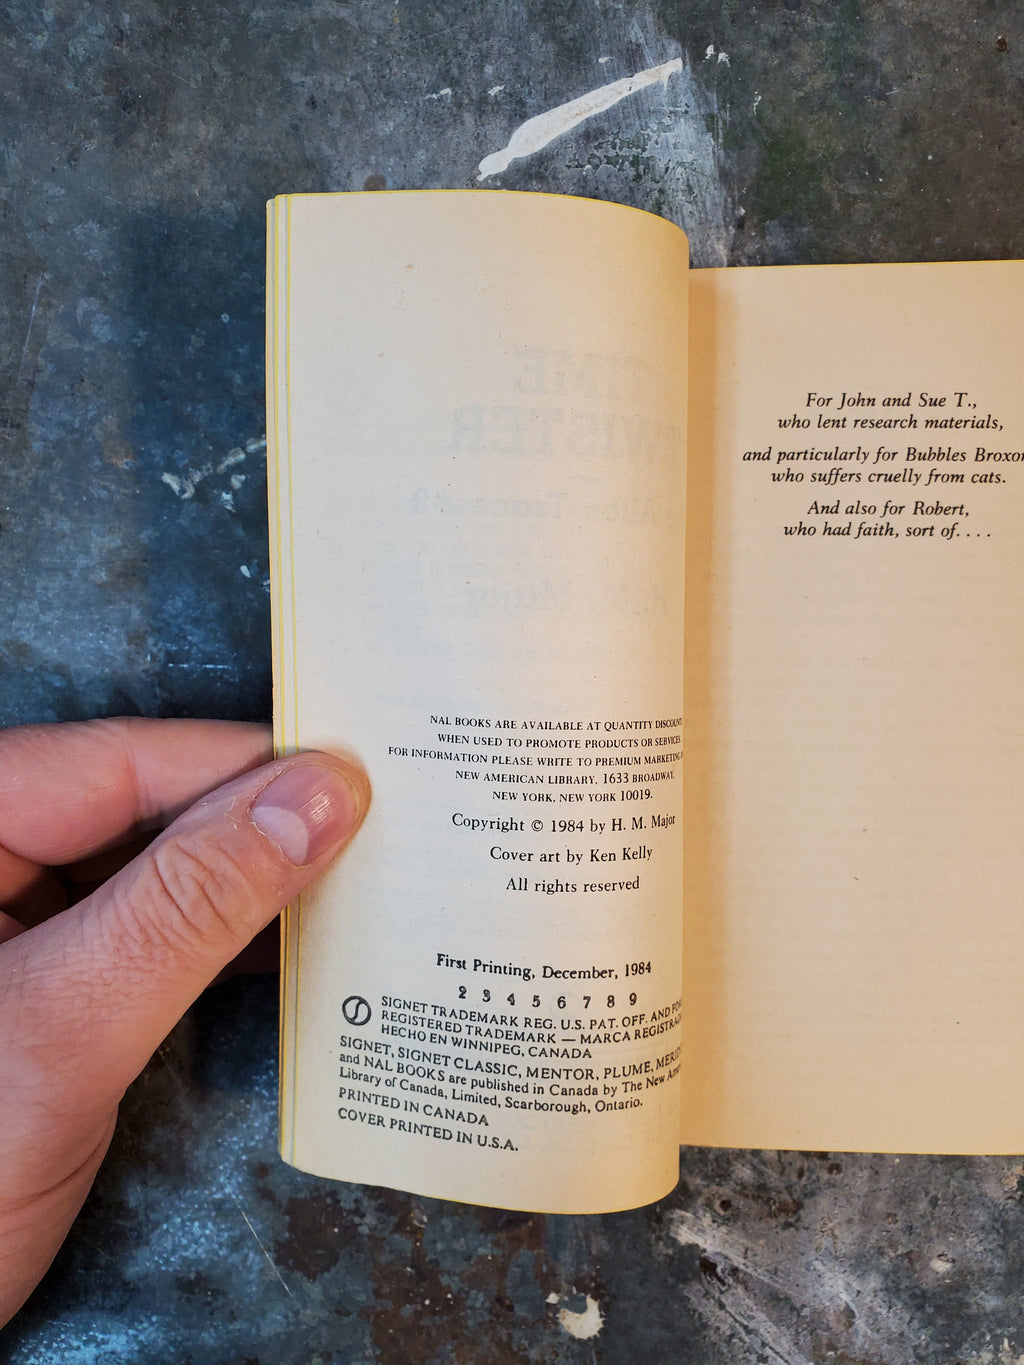 NAL BOOKS ARE AVAILABLE AT QUANTITY DISCOUNT
WHEN USED TO PROMOTE PRODUCTS OR SERVICES.
FOR INFORMATION PLEASE WRITE TO PREMIUM MARKETING
NEW AMERICAN LIBRARY, 1633 BROADWAY,
NEW YORK, NEW YORK 10019.
Copyright © 1984 by H. M. Major
Cover art by Ken Kelly
All rights reserved
First Printing, December, 1984
2 3 4 5 6 7 8 9
SIGNET TRADEMARK REG. U.S. PAT. OFF. AND
REGISTERED TRADEMARK — MARCA
HECHO EN WINNIPEG, CANADA
SIGNET, SIGNET CLASSIC, MENTOR, PLUME,
and NAL BOOKS are published in Canada by The New
Library of Canada, Limited, Scarborough, Ontario.
PRINTED IN CANADA
COVER PRINTED IN U.S.A.
For John and Sue T.,
who lent research materials,
and particularly for Bubbles
who suffers cruelly from cats.
And also for Robert,
who had faith, sort of. . . .